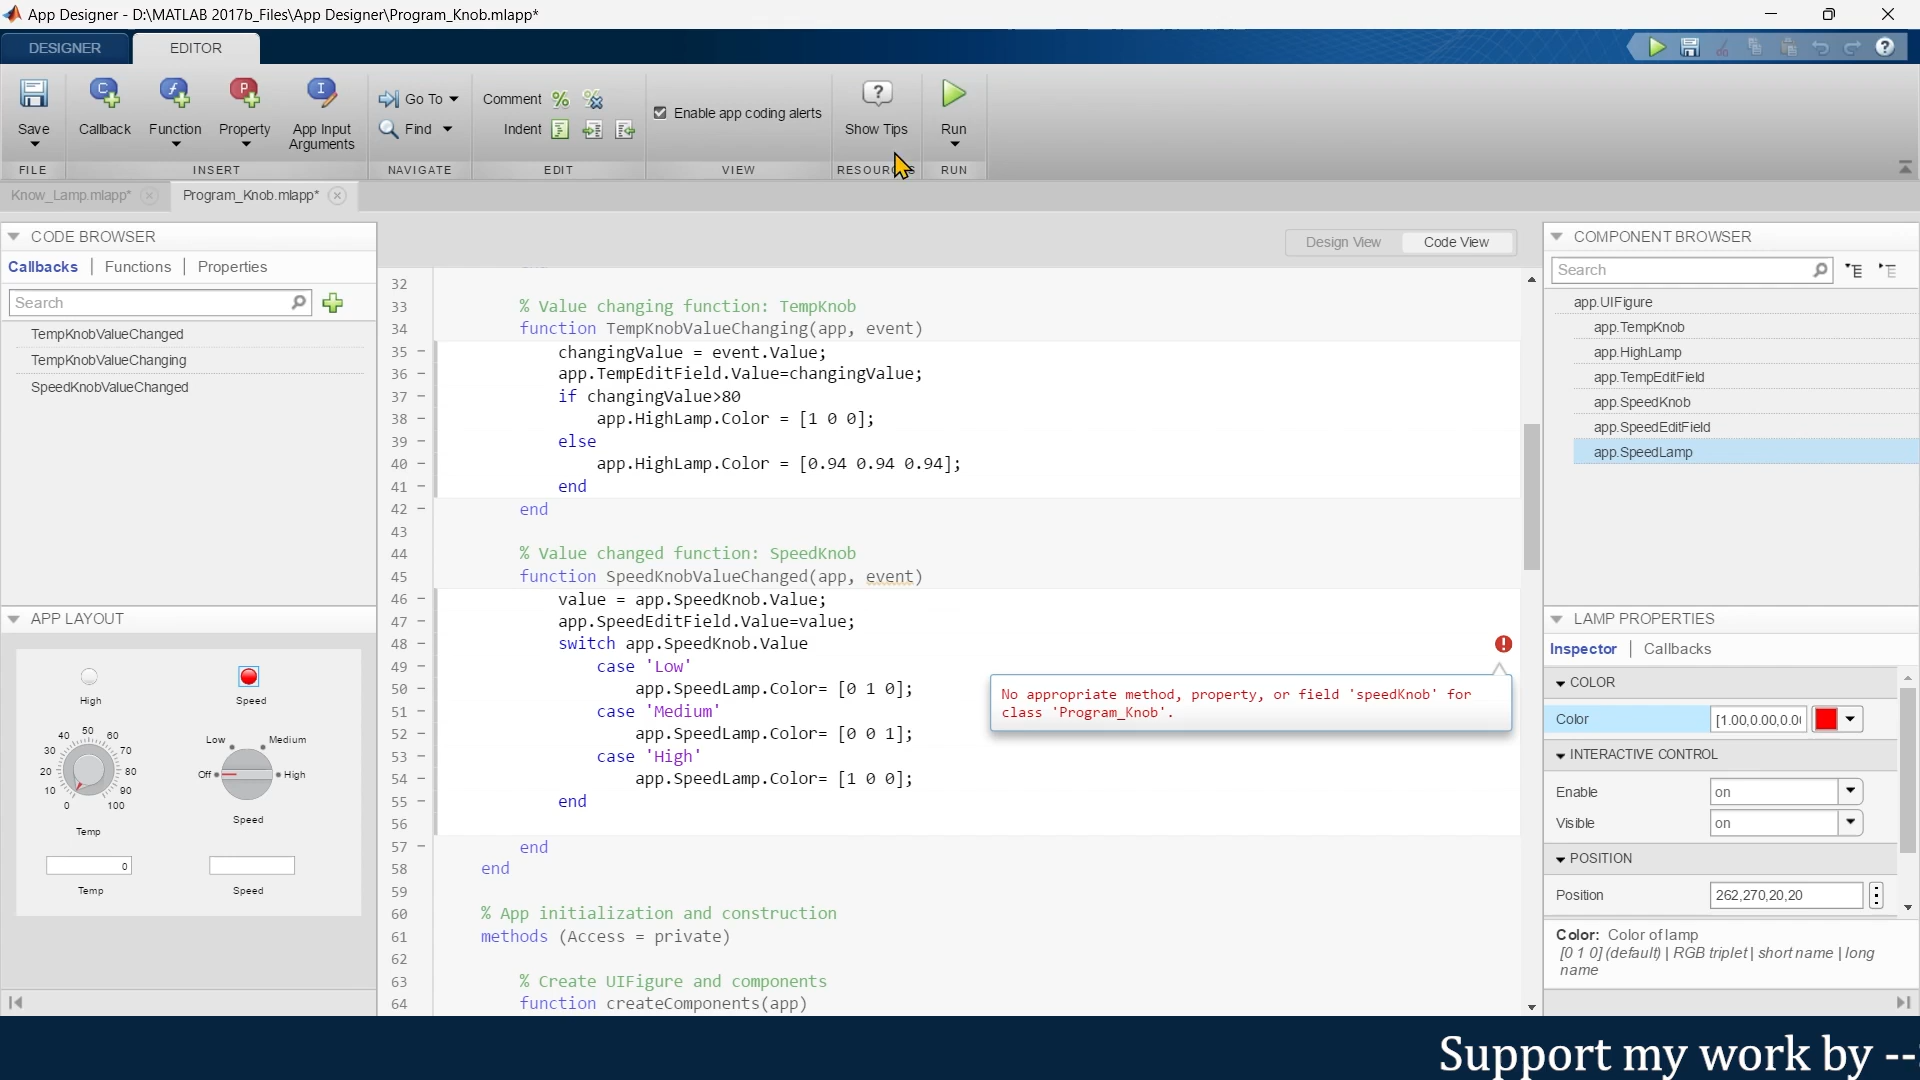 App Designer - D:\MATLAB 2017b_Files\App Designer\Program_Knob.mlapp*
DESIGNER
EDITOR
Save
Callback
Function
Property
App Input
Arguments
Go To
Find
Comment
Indent
Enable app coding alerts
Show Tips
Run
FILE
INSERT
NAVIGATE
EDIT
VIEW
RUN
Know_Lamp.mlapp*
Program_Knob.mlapp*
CODE BROWSER
Callbacks
Functions
Properties
Search
TempKnobValueChanged
TempKnobValueChanging
SpeedKnobValueChanged
APP LAYOUT
High
Speed
0
10
20
30
40
50
60
70
80
90
100
Temp
Off
Low
Medium
High
Speed
0
Temp
Speed
Design View
Code View
32
33 % Value changing function: TempKnob
34 function TempKnobValueChanging(app, event)
35 - changingValue = event.Value;
36 - app.TempEditField.Value=changingValue;
37 - if changingValue>80
38 - app.HighLamp.Color = [1 0 0];
39 - else
40 - app.HighLamp.Color = [0.94 0.94 0.94];
41 - end
42 - end
43
44 % Value changed function: SpeedKnob
45 function SpeedKnobValueChanged(app, event)
46 - value = app.SpeedKnob.Value;
47 - app.SpeedEditField.Value=value;
48 - switch app.SpeedKnob.Value
49 - case 'Low'
50 - app.SpeedLamp.Color= [0 1 0];
51 - case 'Medium'
52 - app.SpeedLamp.Color= [0 0 1];
53 - case 'High'
54 - app.SpeedLamp.Color= [1 0 0];
55 - end
56
57 - end
58 end
59
60 % App initialization and construction
61 methods (Access = private)
62
63 % Create UIFigure and components
64 function createComponents(app)
No appropriate method, property, or field 'speedKnob' for
class 'Program_Knob'.
COMPONENT BROWSER
Search
app.UIFigure
app.TempKnob
app.HighLamp
app.TempEditField
app.SpeedKnob
app.SpeedEditField
app.SpeedLamp
LAMP PROPERTIES
Inspector
Callbacks
COLOR
Color [1.00,0.00,0.0
INTERACTIVE CONTROL
Enable on
Visible on
POSITION
Position 262,270,20,20
Color: Color of lamp
[0 1 0] (default) | RGB triplet | short name | long
name
Support my work by --